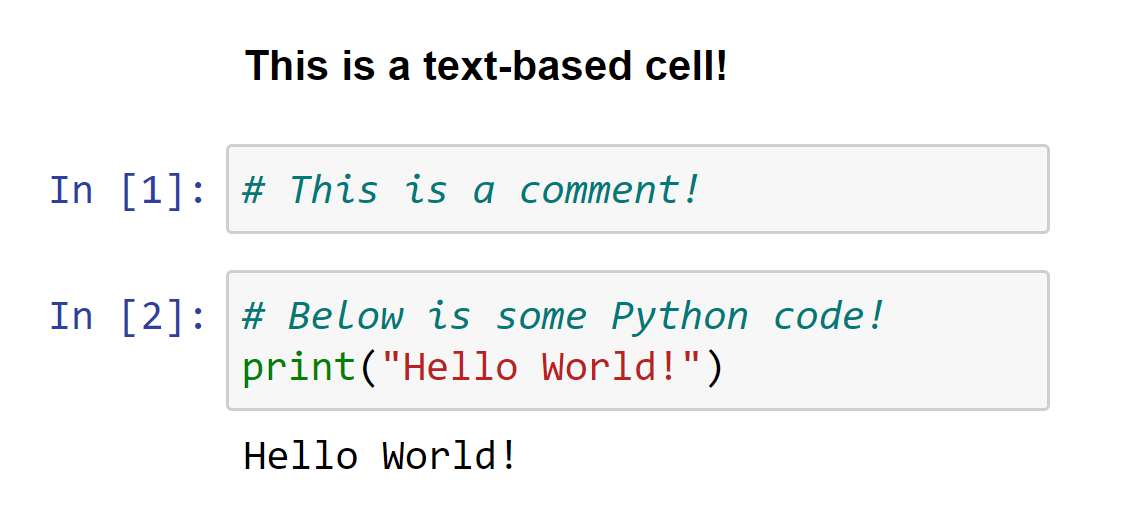 This is a text-based cell!
In [1]: # This is a comment!
In [2]: # Below is some Python code!
print("Hello World!")
Hello World!